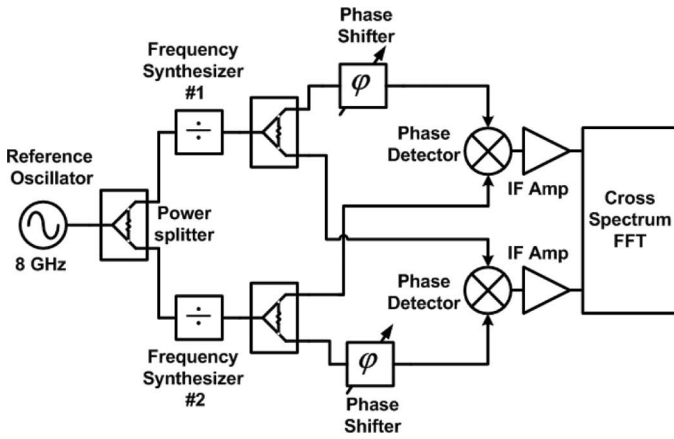 Phase
Shifter
φ
Frequency
Synthesizer
#1
÷
Phase
Detector
IF Amp
Reference
Oscillator
8 GHz
Power
splitter
Cross
Spectrum
FFT
IF Amp
Phase
Detector
÷
Frequency
Synthesizer
#2
φ
Phase
Shifter